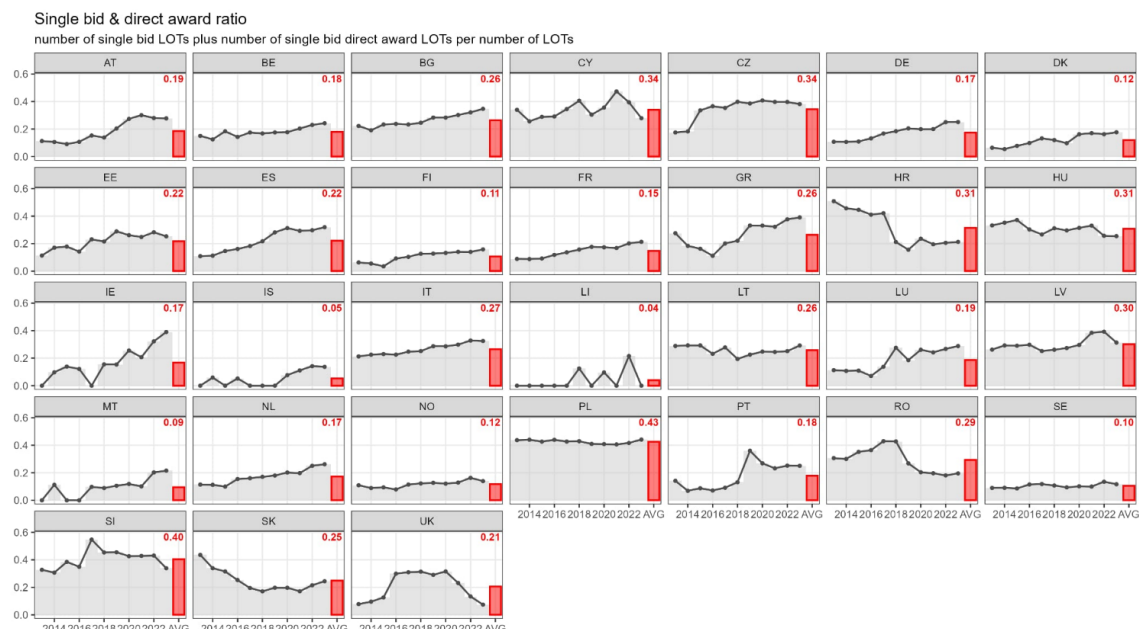 Single bid & direct award ratio
number of single bid LOTs plus number of single bid direct award LOTs per number of LOTs
AT BE BG CY CZ DE DK
0.6 0.19 0.18 0.26 0.34 0.34 0.17 0.12
0.4
0.2
0.0
EE ES FI FR GR HR HU
0.6 0.22 0.22 0.11 0.15 0.26 0.31 0.31
0.4
0.2
0.0
IE IS IT LI LT LU LV
0.6 0.17 0.05 0.27 0.04 0.26 0.19 0.30
0.4
0.2
0.0
MT NL NO PL PT RO SE
0.6 0.09 0.17 0.12 0.43 0.18 0.29 0.10
0.4
0.2
0.0
2014 2016 2018 2020 2022 AVG 2014 2016 2018 2020 2022 AVG 2014 2016 2018 2020 2022 AVG 2014 2016 2018 2020 2022 AVG
SI SK UK
0.6 0.40 0.25 0.21
0.4
0.2
0.0
2014 2016 2018 2020 2022 AVG 2014 2016 2018 2020 2022 AVG 2014 2016 2018 2020 2022 AVG